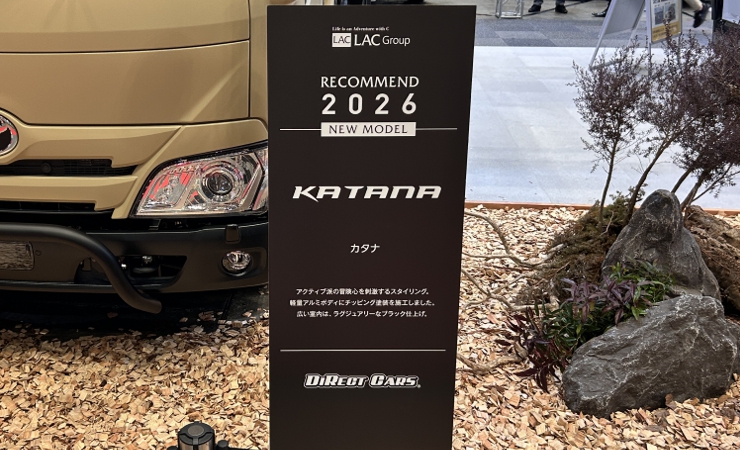 Life is an Adventure with C
LAC LAC Group
RECOMMEND
2026
NEW MODEL
KATANA
カタナ
アクティブ派の冒険心を刺激するスタイリング。
軽量アルミボディにチッピング塗装を施工しました。
広い室内は、ラグジュアリーなブラック仕上げ。
DiRect Cars